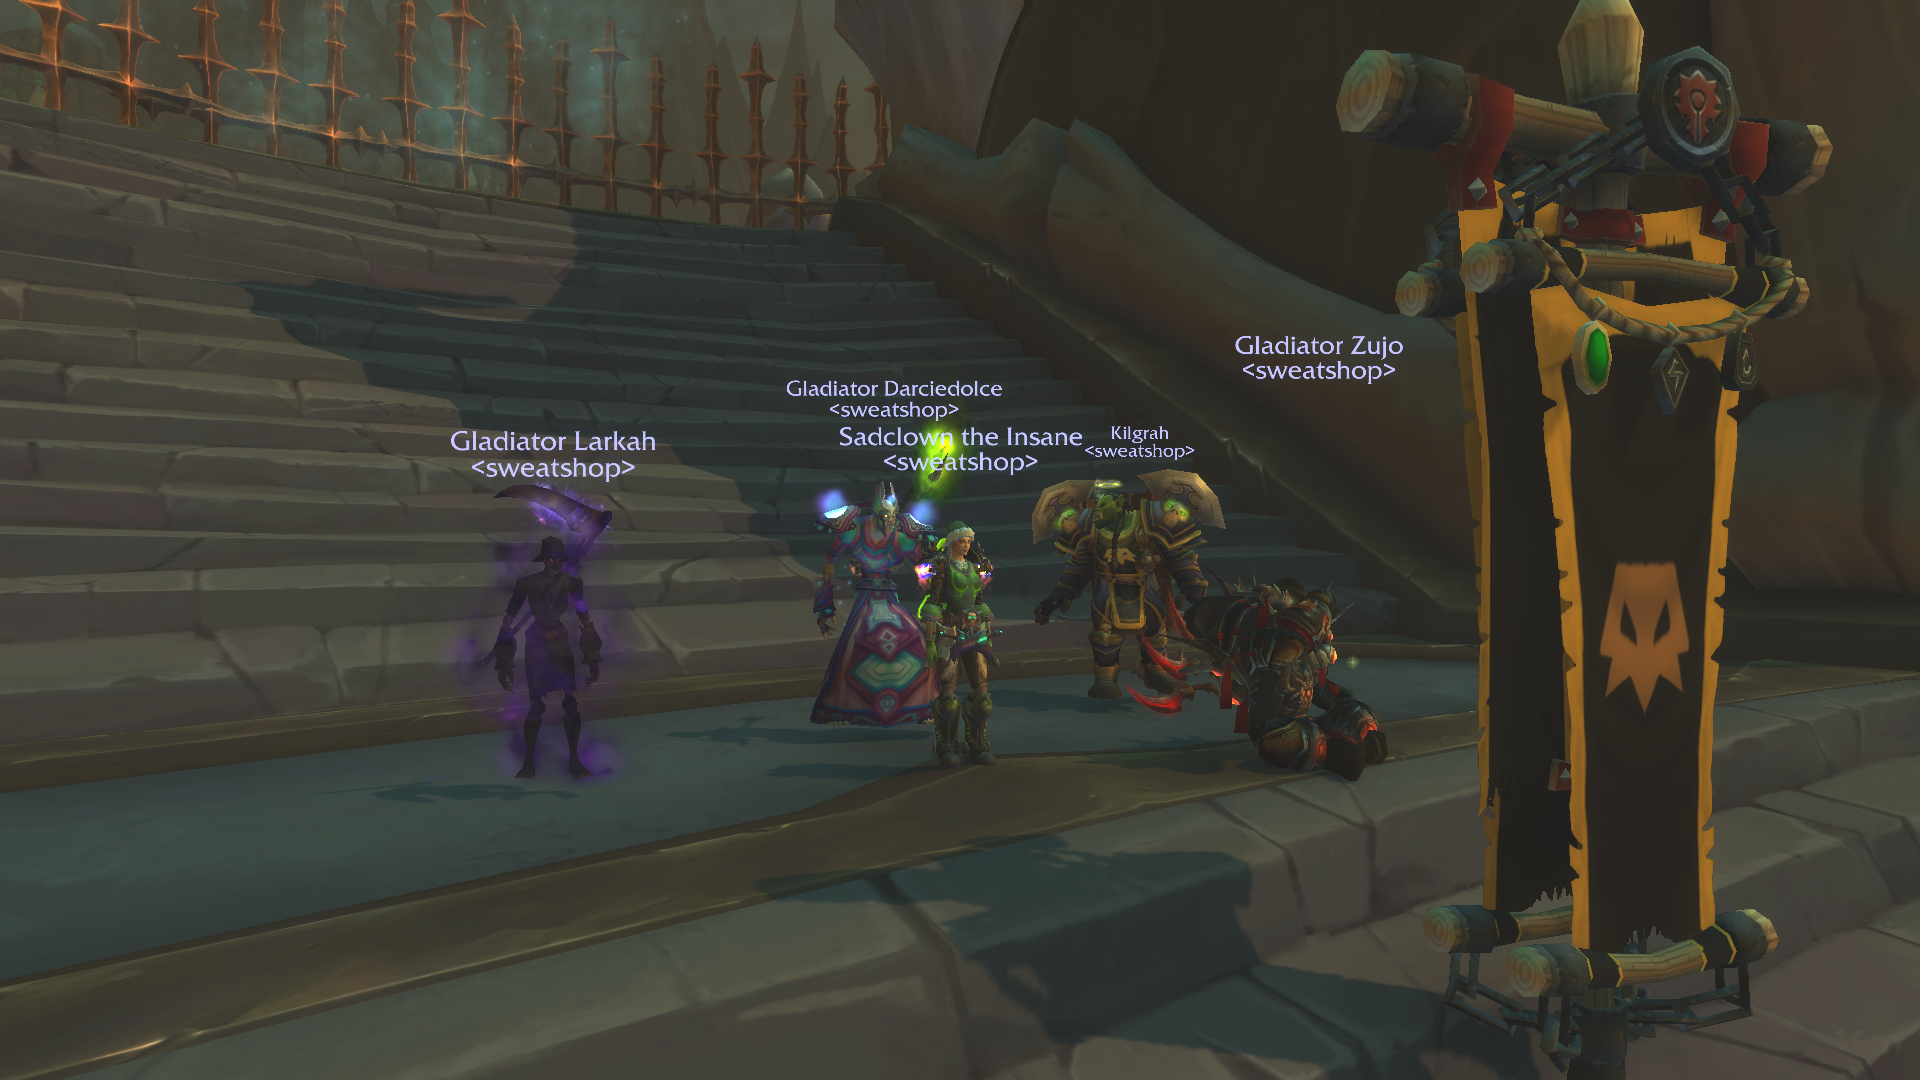 Gladiator Zujo
<sweatshop>
Gladiator Darciedolce
<sweatshop>
Sadclown the Insane
<sweatshop>
Kilgrah
<sweatshop>
Gladiator Larkah
<sweatshop>